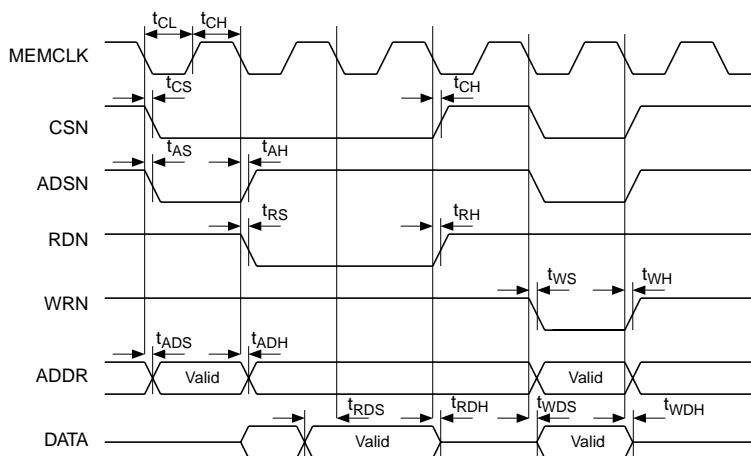 tCL tCH
MEMCLK
tCS tCH
CSN
tAS tAH
ADSN
tRS tRH
RDN
tWS tWH
WRN
tADS tADH
ADDR Valid Valid
tRDS tRDH tWDS tWDH
DATA Valid Valid